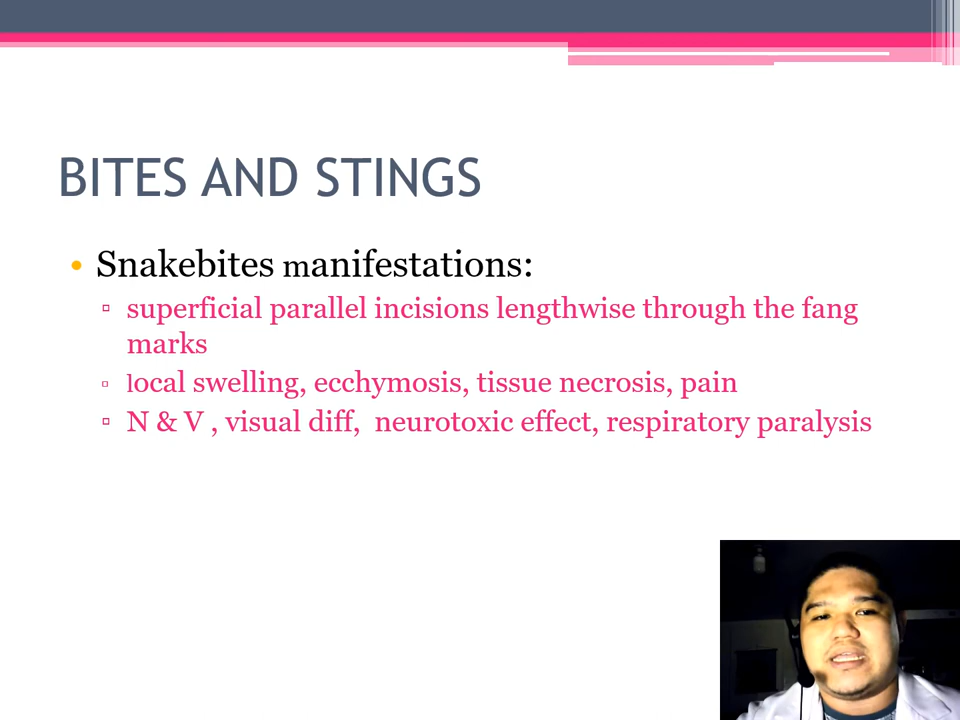 BITES AND STINGS
• Snakebites manifestations:
▫ superficial parallel incisions lengthwise through the fang
marks
▫ local swelling, ecchymosis, tissue necrosis, pain
▫ N & V , visual diff,  neurotoxic effect, respiratory paralysis